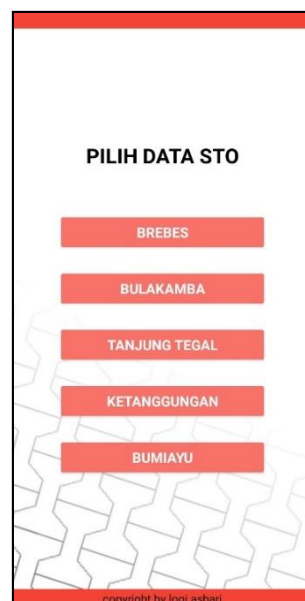 PILIH DATA STO
BREBES
BULAKAMBA
TANJUNG TEGAL
KETANGGUNGAN
BUMIAYU
copyright by logi ashari